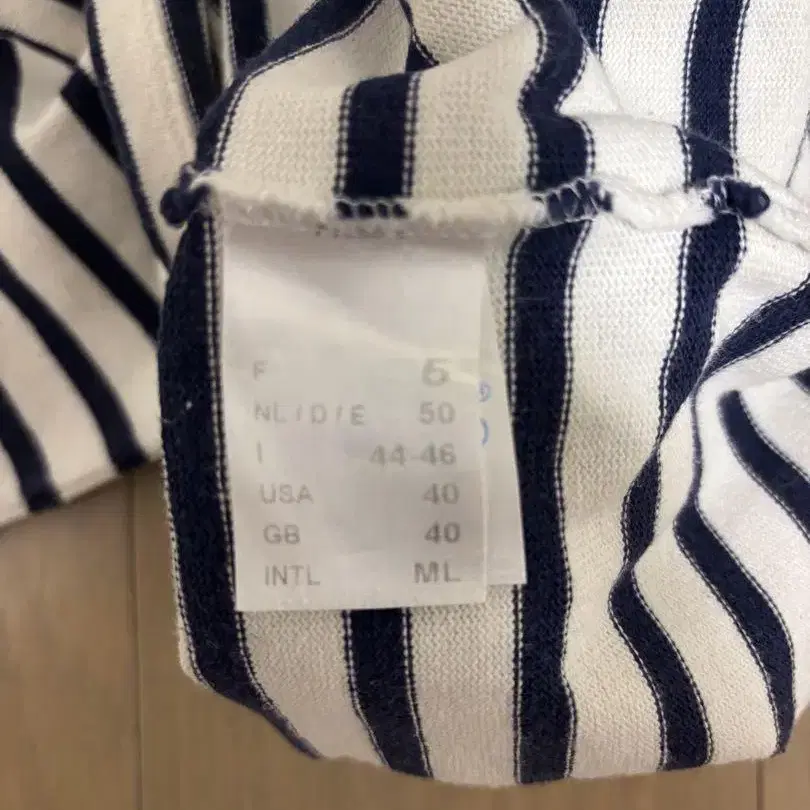 F 5
NL/D/E 50
I 44-46
USA 40
GB 40
INTL ML